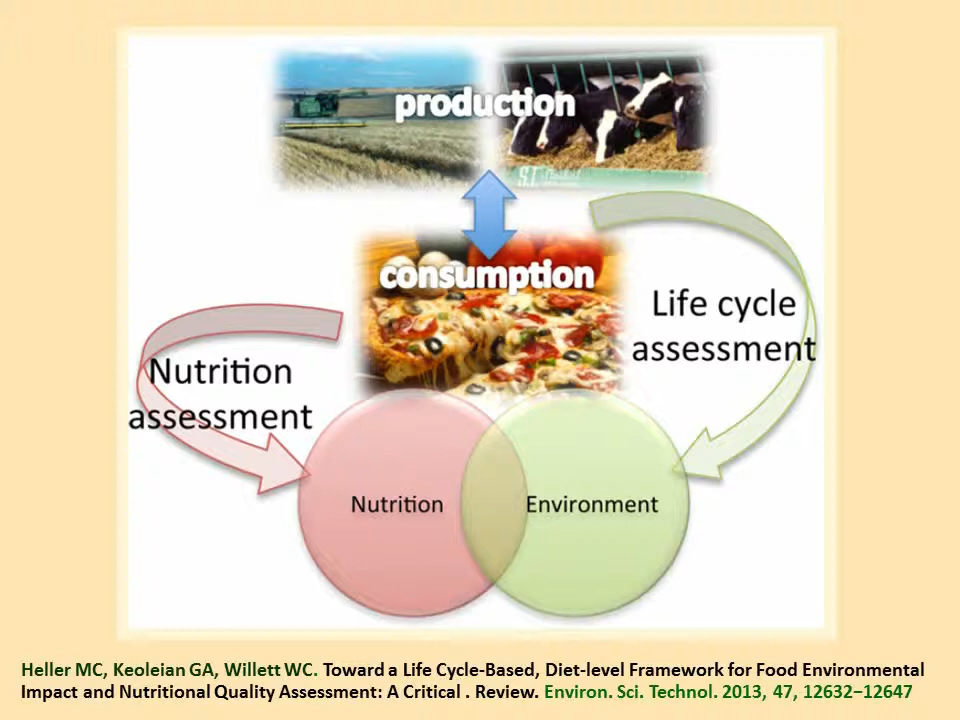 production
consumption
Life cycle
assessment
Nutrition
assessment
Nutrition
Environment
Heller MC, Keoleian GA, Willett WC. Toward a Life Cycle-Based, Diet-level Framework for Food Environmental
Impact and Nutritional Quality Assessment: A Critical . Review. Environ. Sci. Technol. 2013, 47, 12632−12647